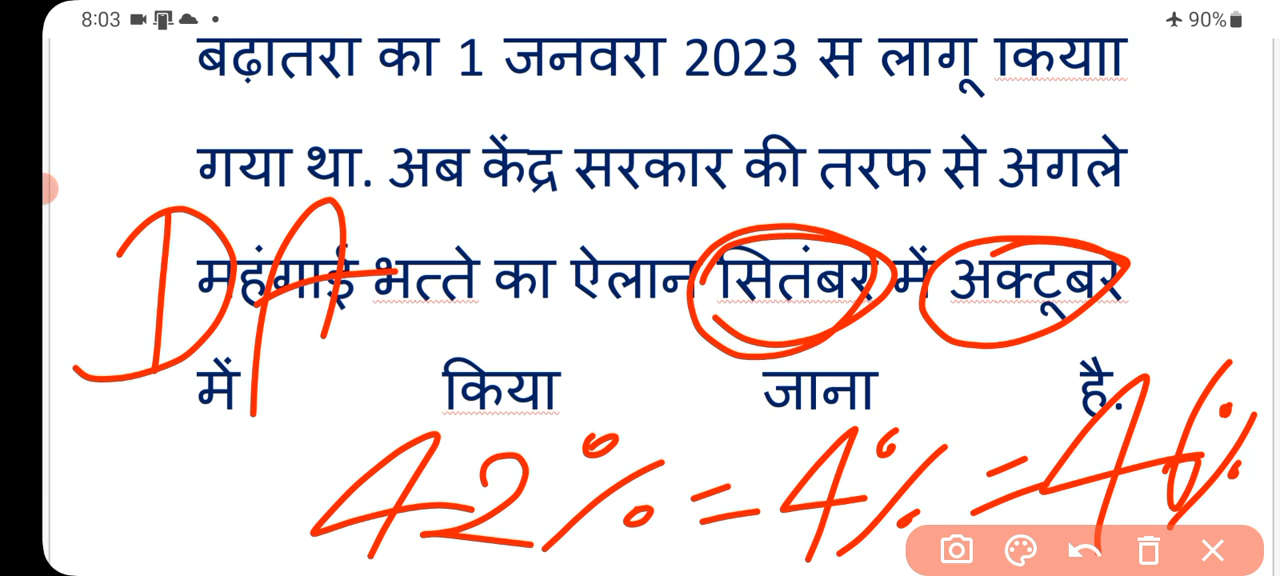 8:03 90%
बढ़ातरा का 1 जनवरा 2023 स लागू कियाा
गया था. अब केंद्र सरकार की तरफ से अगले
महंगाई भत्ते का ऐलान सितंबर में अक्टूबर
में किया जाना है.
DA
42% = 4% = 46%